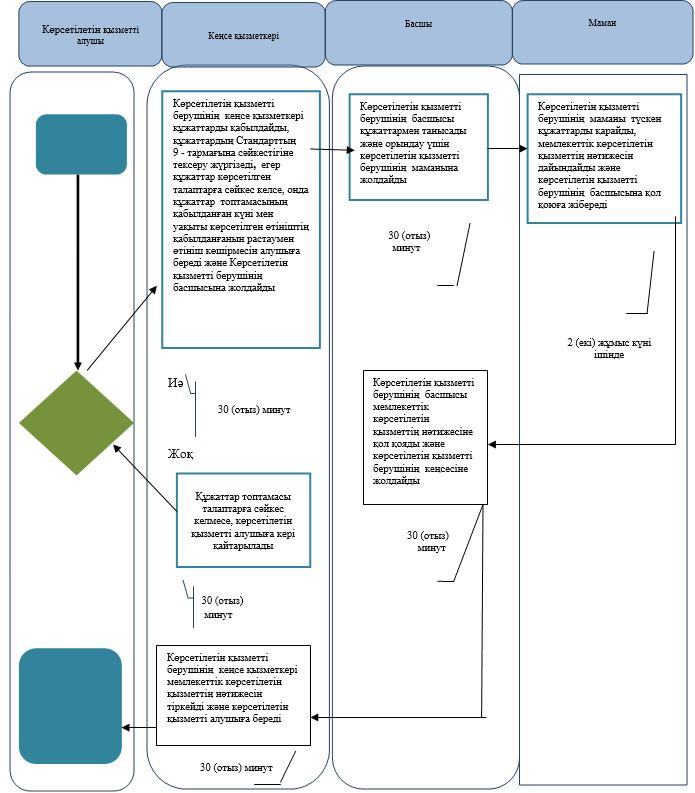 Көрсетілетін қызметті
алушы
Кеңсе қызметкері
Басшы
Маман
Көрсетілетін қызметті
берушінің кеңсе қызметкері
құжаттарды қабылдайды,
құжаттардың Стандарттың
9 - тармағына сәйкестігіне
тексеру жүргізеді, егер
құжаттар көрсетілген
талаптарға сәйкес келсе, онда
құжаттар топтамасының
қабылданған күні мен
уақыты көрсетілген өтініштің
қабылданғанын растаумен
өтініш көшірмесін алушыға
береді және Көрсетілетін
қызметті берушінің
басшысына жолдайды
Көрсетілетін қызметті
берушінің басшысы
құжаттармен танысады
және орындау үшін
көрсетілетін қызметті
берушінің маманына
жолдайды
Көрсетілетін қызметті
берушінің маманы түскен
құжаттарды қарайды,
мемлекеттік көрсетілетін
қызметтің нәтижесін
дайындайды және
көрсетілетін қызметті
берушінің басшысына қол
қоюға жібереді
30 (отыз)
минут
2 (екі) жұмыс күні
ішінде
Иә
30 (отыз) минут
Жоқ
Көрсетілетін қызметті
берушінің басшысы
мемлекеттік
көрсетілетін
қызметтің нәтижесіне
қол қояды және
көрсетілетін қызметті
берушінің кеңсесіне
жолдайды
Құжаттар топтамасы
талаптарға сәйкес
келмесе, көрсетілетін
қызметті алушыға кері
қайтарылады
30 (отыз)
минут
30 (отыз)
минут
Көрсетілетін қызметті
берушінің кеңсе қызметкері
мемлекеттік көрсетілетін
қызметтің нәтижесін
тіркейді және көрсетілетін
қызметті алушыға береді
30 (отыз) минут